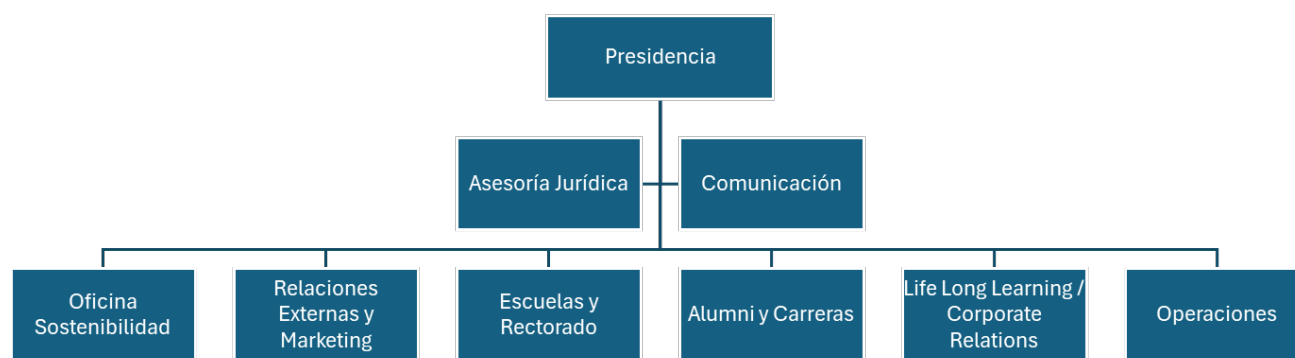 Presidencia
Asesoría Jurídica
Comunicación
Oficina
Sostenibilidad
Relaciones
Externas y
Marketing
Escuelas y
Rectorado
Alumni y Carreras
Life Long Learning /
Corporate
Relations
Operaciones